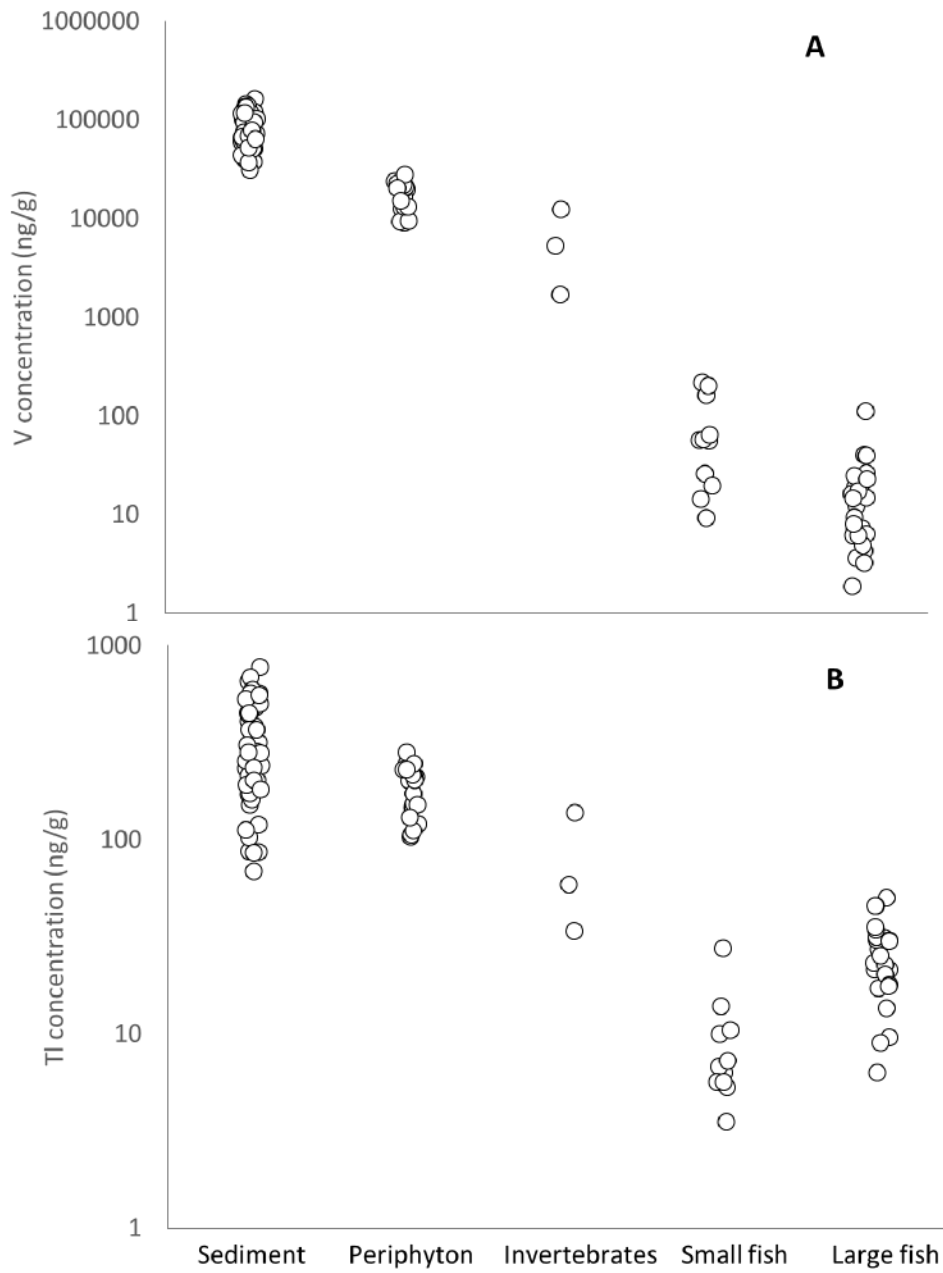 A
V concentration (ng/g)
1000000
100000
10000
1000
100
10
1
B
Tl concentration (ng/g)
1000
100
10
1
Sediment Periphyton Invertebrates Small fish Large fish